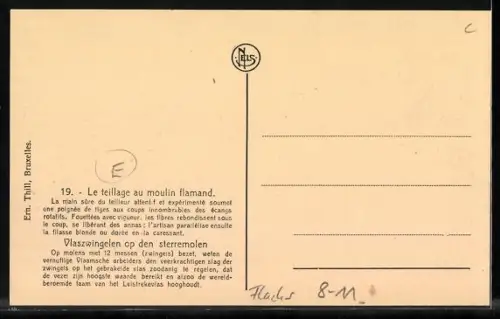 c
NELS
E
Ern. Thill, Bruxelles.
19. - Le teillage au moulin flamand.
La main sûre du teilleur attentif et expérimenté soumet
une poignée de tiges aux coups innombrables des écangs
rotatifs. Fouettées avec vigueur, les fibres rebondissent sous
le coup, se libérant des annas; l'artisan parallélise ensuite
la filasse blonde ou dorée en la caressant.
Vlaszwingelen op den sterremolen
Op molens met 12 messen (zwingels) bezet, weten de
vernuftige Vlaamsche arbeiders den veerkrachtigen slag der
zwingels op het gebrakelde vlas zoodanig te regelen, dat
de vezel zijn hoogste waarde bereikt en alzoo de wereld-
beroemde faam van het Leistrekevlas hooghoudt.
Flachs 8-11.